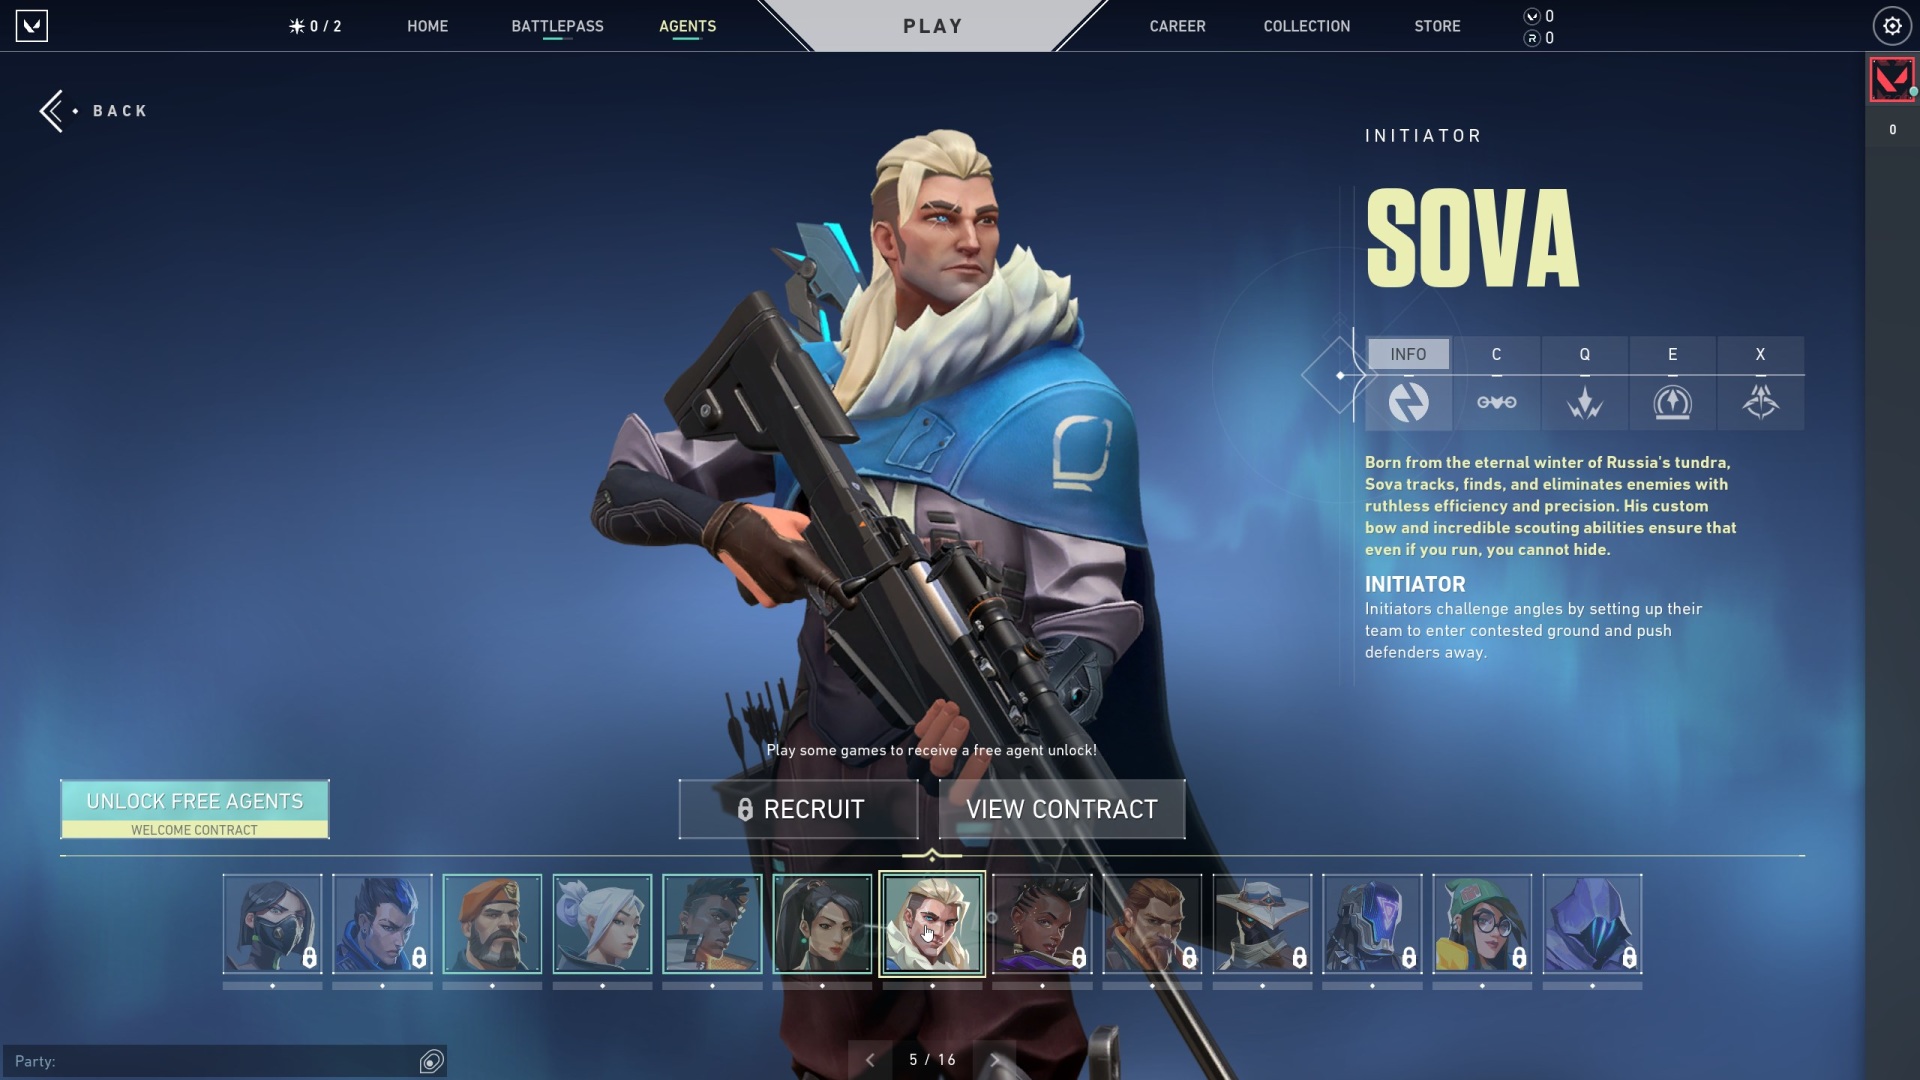 0 / 2
HOME
BATTLEPASS
AGENTS
PLAY
CAREER
COLLECTION
STORE
0
R 0
BACK
0
INITIATOR
SOVA
INFO
C
Q
E
X
Born from the eternal winter of Russia's tundra,
Sova tracks, finds, and eliminates enemies with
ruthless efficiency and precision. His custom
bow and incredible scouting abilities ensure that
even if you run, you cannot hide.
INITIATOR
Initiators challenge angles by setting up their
team to enter contested ground and push
defenders away.
Play some games to receive a free agent unlock!
UNLOCK FREE AGENTS
WELCOME CONTRACT
RECRUIT
VIEW CONTRACT
Party:
5 / 16